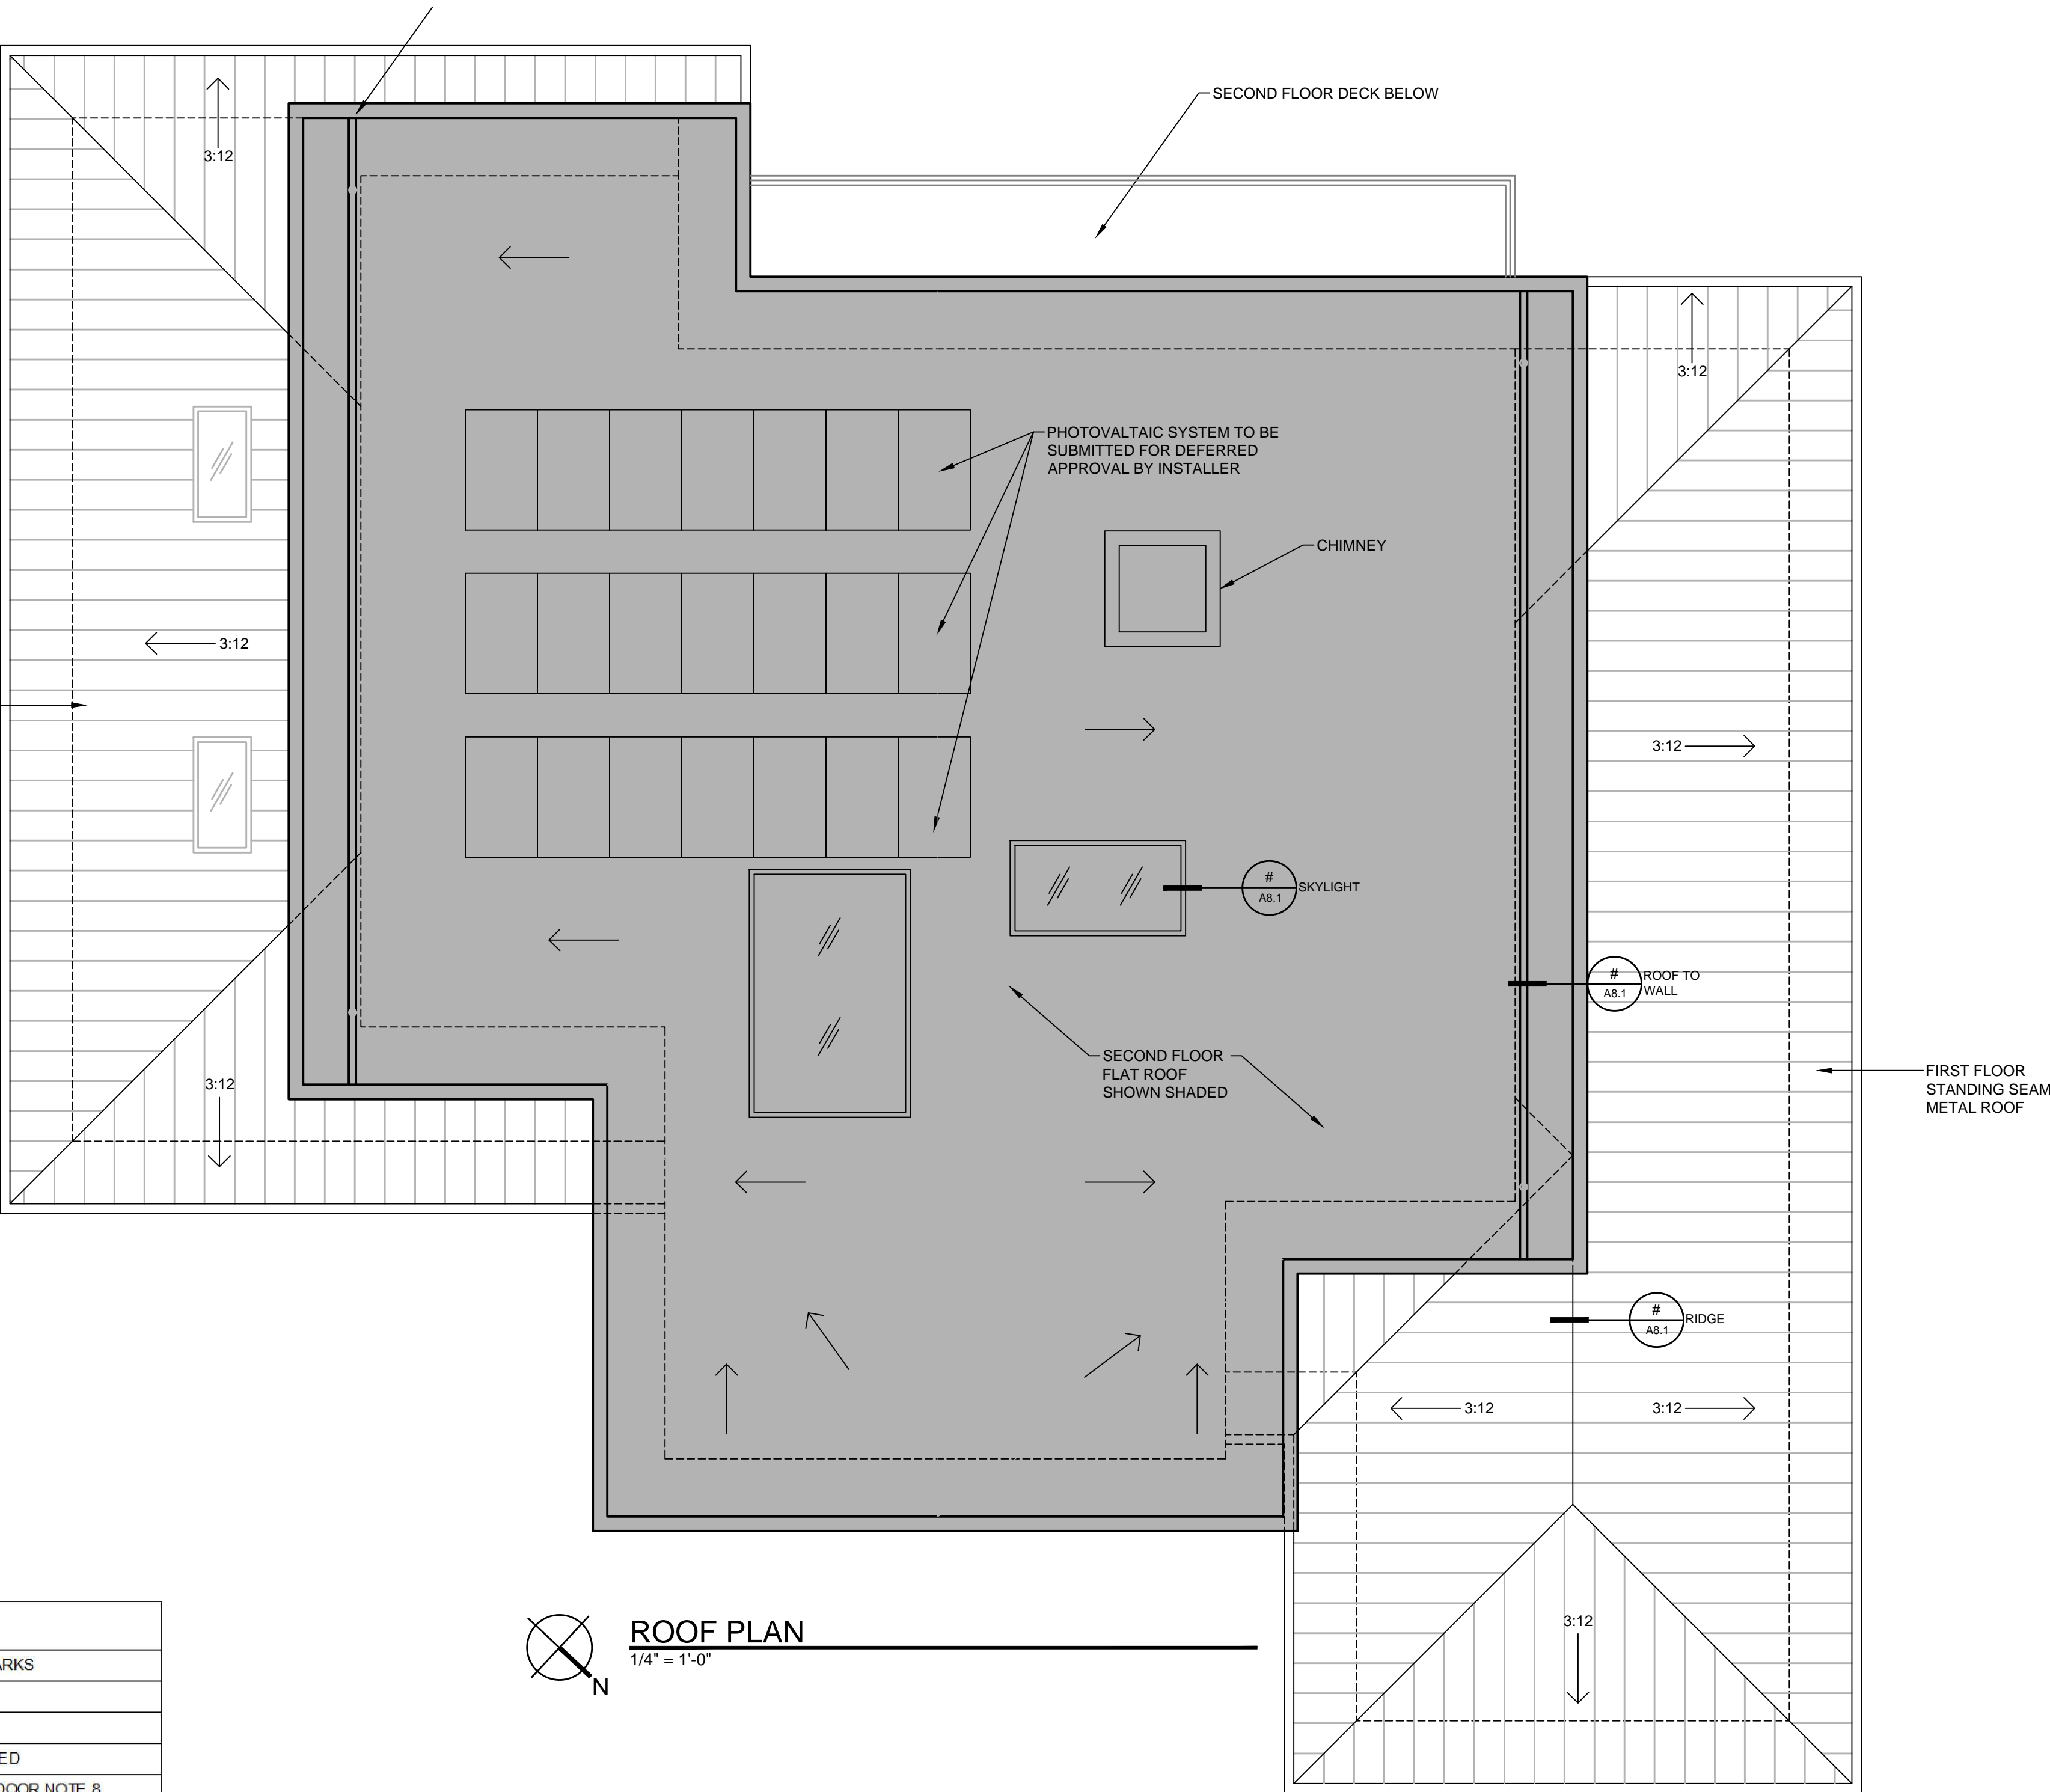 SECOND FLOOR DECK BELOW
3:12
3:12
PHOTOVALTAIC SYSTEM TO BE
SUBMITTED FOR DEFERRED
APPROVAL BY INSTALLER
CHIMNEY
3:12
3:12
#
A8.1
SKYLIGHT
#
A8.1
ROOF TO
WALL
SECOND FLOOR
FLAT ROOF
SHOWN SHADED
FIRST FLOOR
STANDING SEAM
METAL ROOF
3:12
#
A8.1
RIDGE
3:12
3:12
3:12
N
ROOF PLAN
1/4" = 1'-0"
ARKS
ED
DOOR NOTE 8